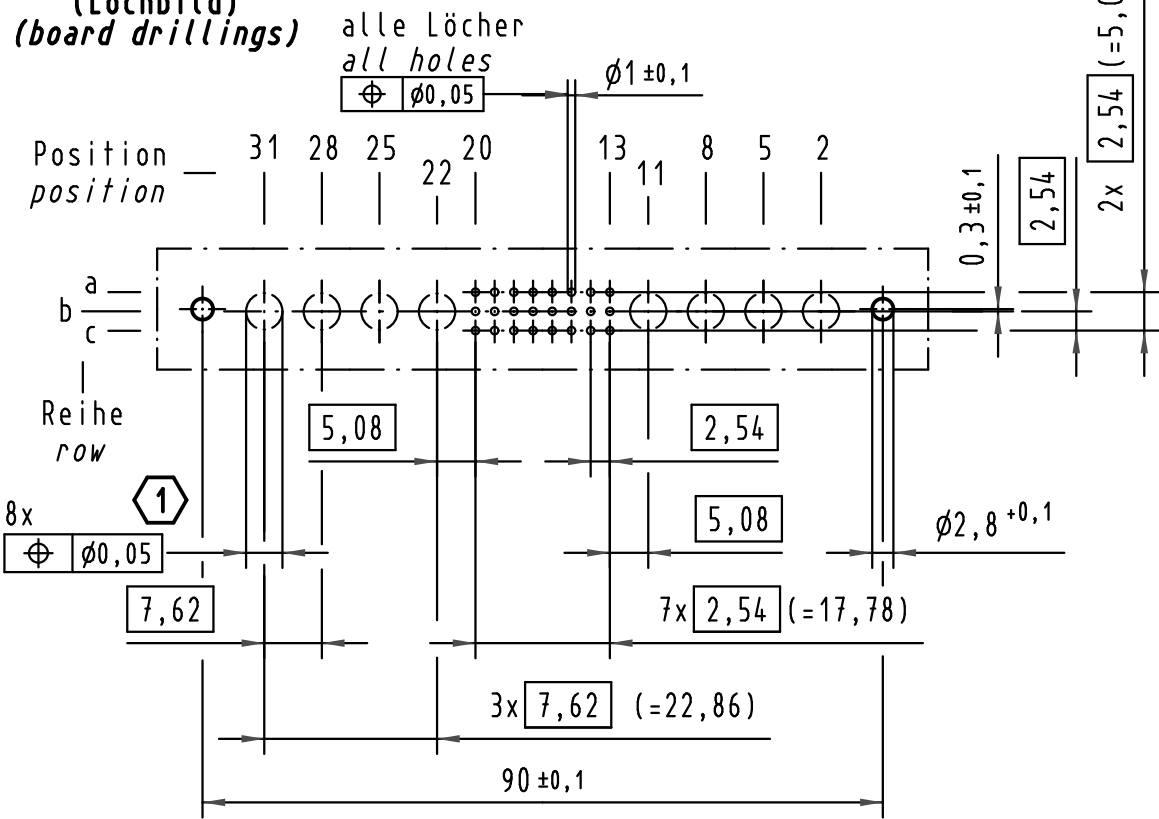 (Lochbild)
(board drillings)
alle Löcher
all holes
⌖ ø0,05
ø1 ±0,1
Position
position
31 28 25 22 20 13 11 8 5 2
0,3 ±0,1
2,54
2x 2,54 (=5,0
a
b
c
Reihe
row
5,08
2,54
8x
1
⌖ ø0,05
5,08
ø2,8 +0,1
7,62
7x 2,54 (=17,78)
3x 7,62 (=22,86)
90 ±0,1